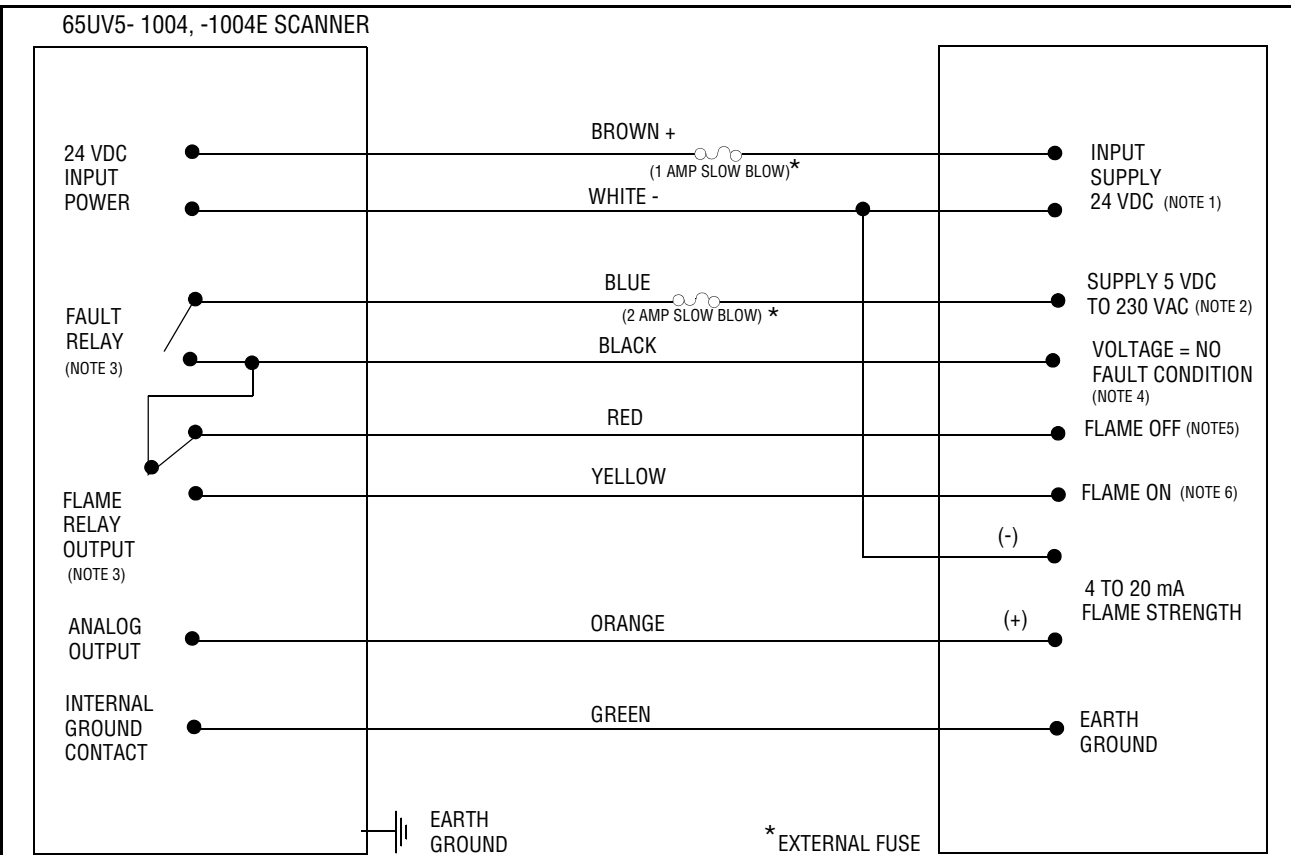 65UV5- 1004, -1004E SCANNER
24 VDC
INPUT
POWER
BROWN +
(1 AMP SLOW BLOW)*
WHITE -
INPUT
SUPPLY
24 VDC (NOTE 1)
FAULT
RELAY
(NOTE 3)
BLUE
(2 AMP SLOW BLOW) *
BLACK
SUPPLY 5 VDC
TO 230 VAC (NOTE 2)
VOLTAGE = NO
FAULT CONDITION
(NOTE 4)
RED
FLAME OFF (NOTE5)
FLAME
RELAY
OUTPUT
(NOTE 3)
YELLOW
FLAME ON (NOTE 6)
(-)
4 TO 20 mA
FLAME STRENGTH
ANALOG
OUTPUT
ORANGE
(+)
INTERNAL
GROUND
CONTACT
GREEN
EARTH
GROUND
EARTH
GROUND
*EXTERNAL FUSE